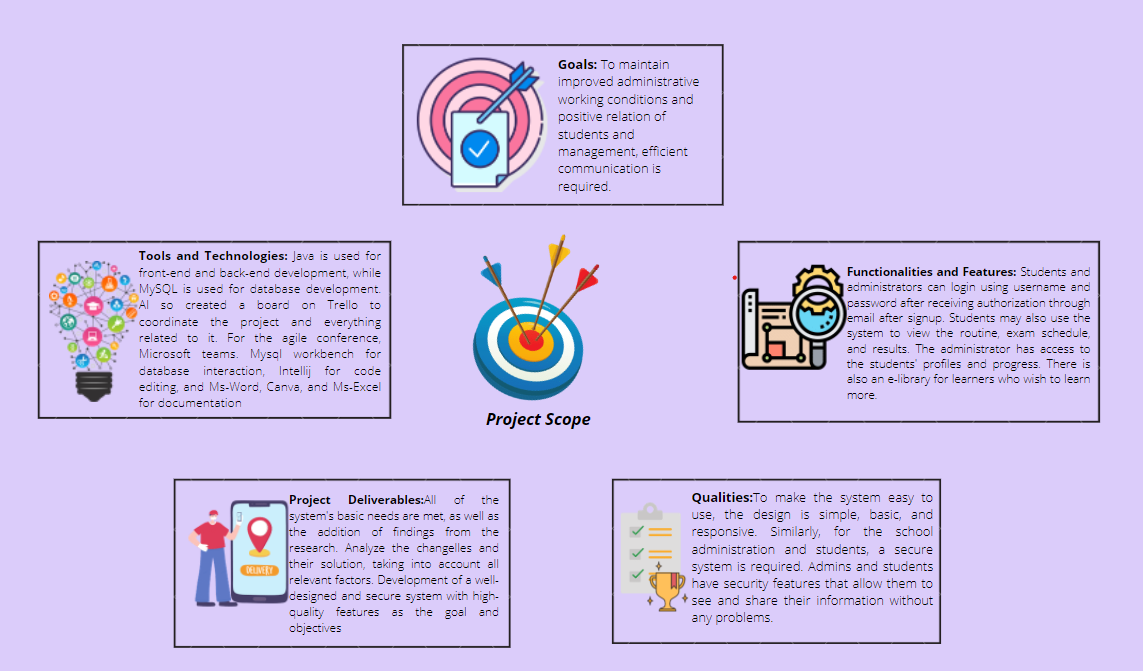 Goals: To maintain
improved administrative
working conditions and
positive relation of
students and
management, efficient
communication is
required.
Tools and Technologies: Java is used for
front-end and back-end development, while
MySQL is used for database development.
Al so created a board on Trello to
coordinate the project and everything
related to it. For the agile conference,
Microsoft teams. Mysql workbench for
database interaction, Intellij for code
editing, and Ms-Word, Canva, and Ms-Excel
for documentation
Project Scope
Functionalities and Features: Students and
administrators can login using username and
password after receiving authorization through
email after signup. Students may also use the
system to view the routine, exam schedule,
and results. The administrator has access to
the students' profiles and progress. There is
also an e-library for learners who wish to learn
more.
Project Deliverables:All of the
system's basic needs are met, as well as
the addition of findings from the
research. Analyze the changelles and
their solution, taking into account all
relevant factors. Development of a well-
designed and secure system with high-
quality features as the goal and
objectives
DELIVERY
Qualities:To make the system easy to
use, the design is simple, basic, and
responsive. Similarly, for the school
administration and students, a secure
system is required. Admins and students
have security features that allow them to
see and share their information without
any problems.